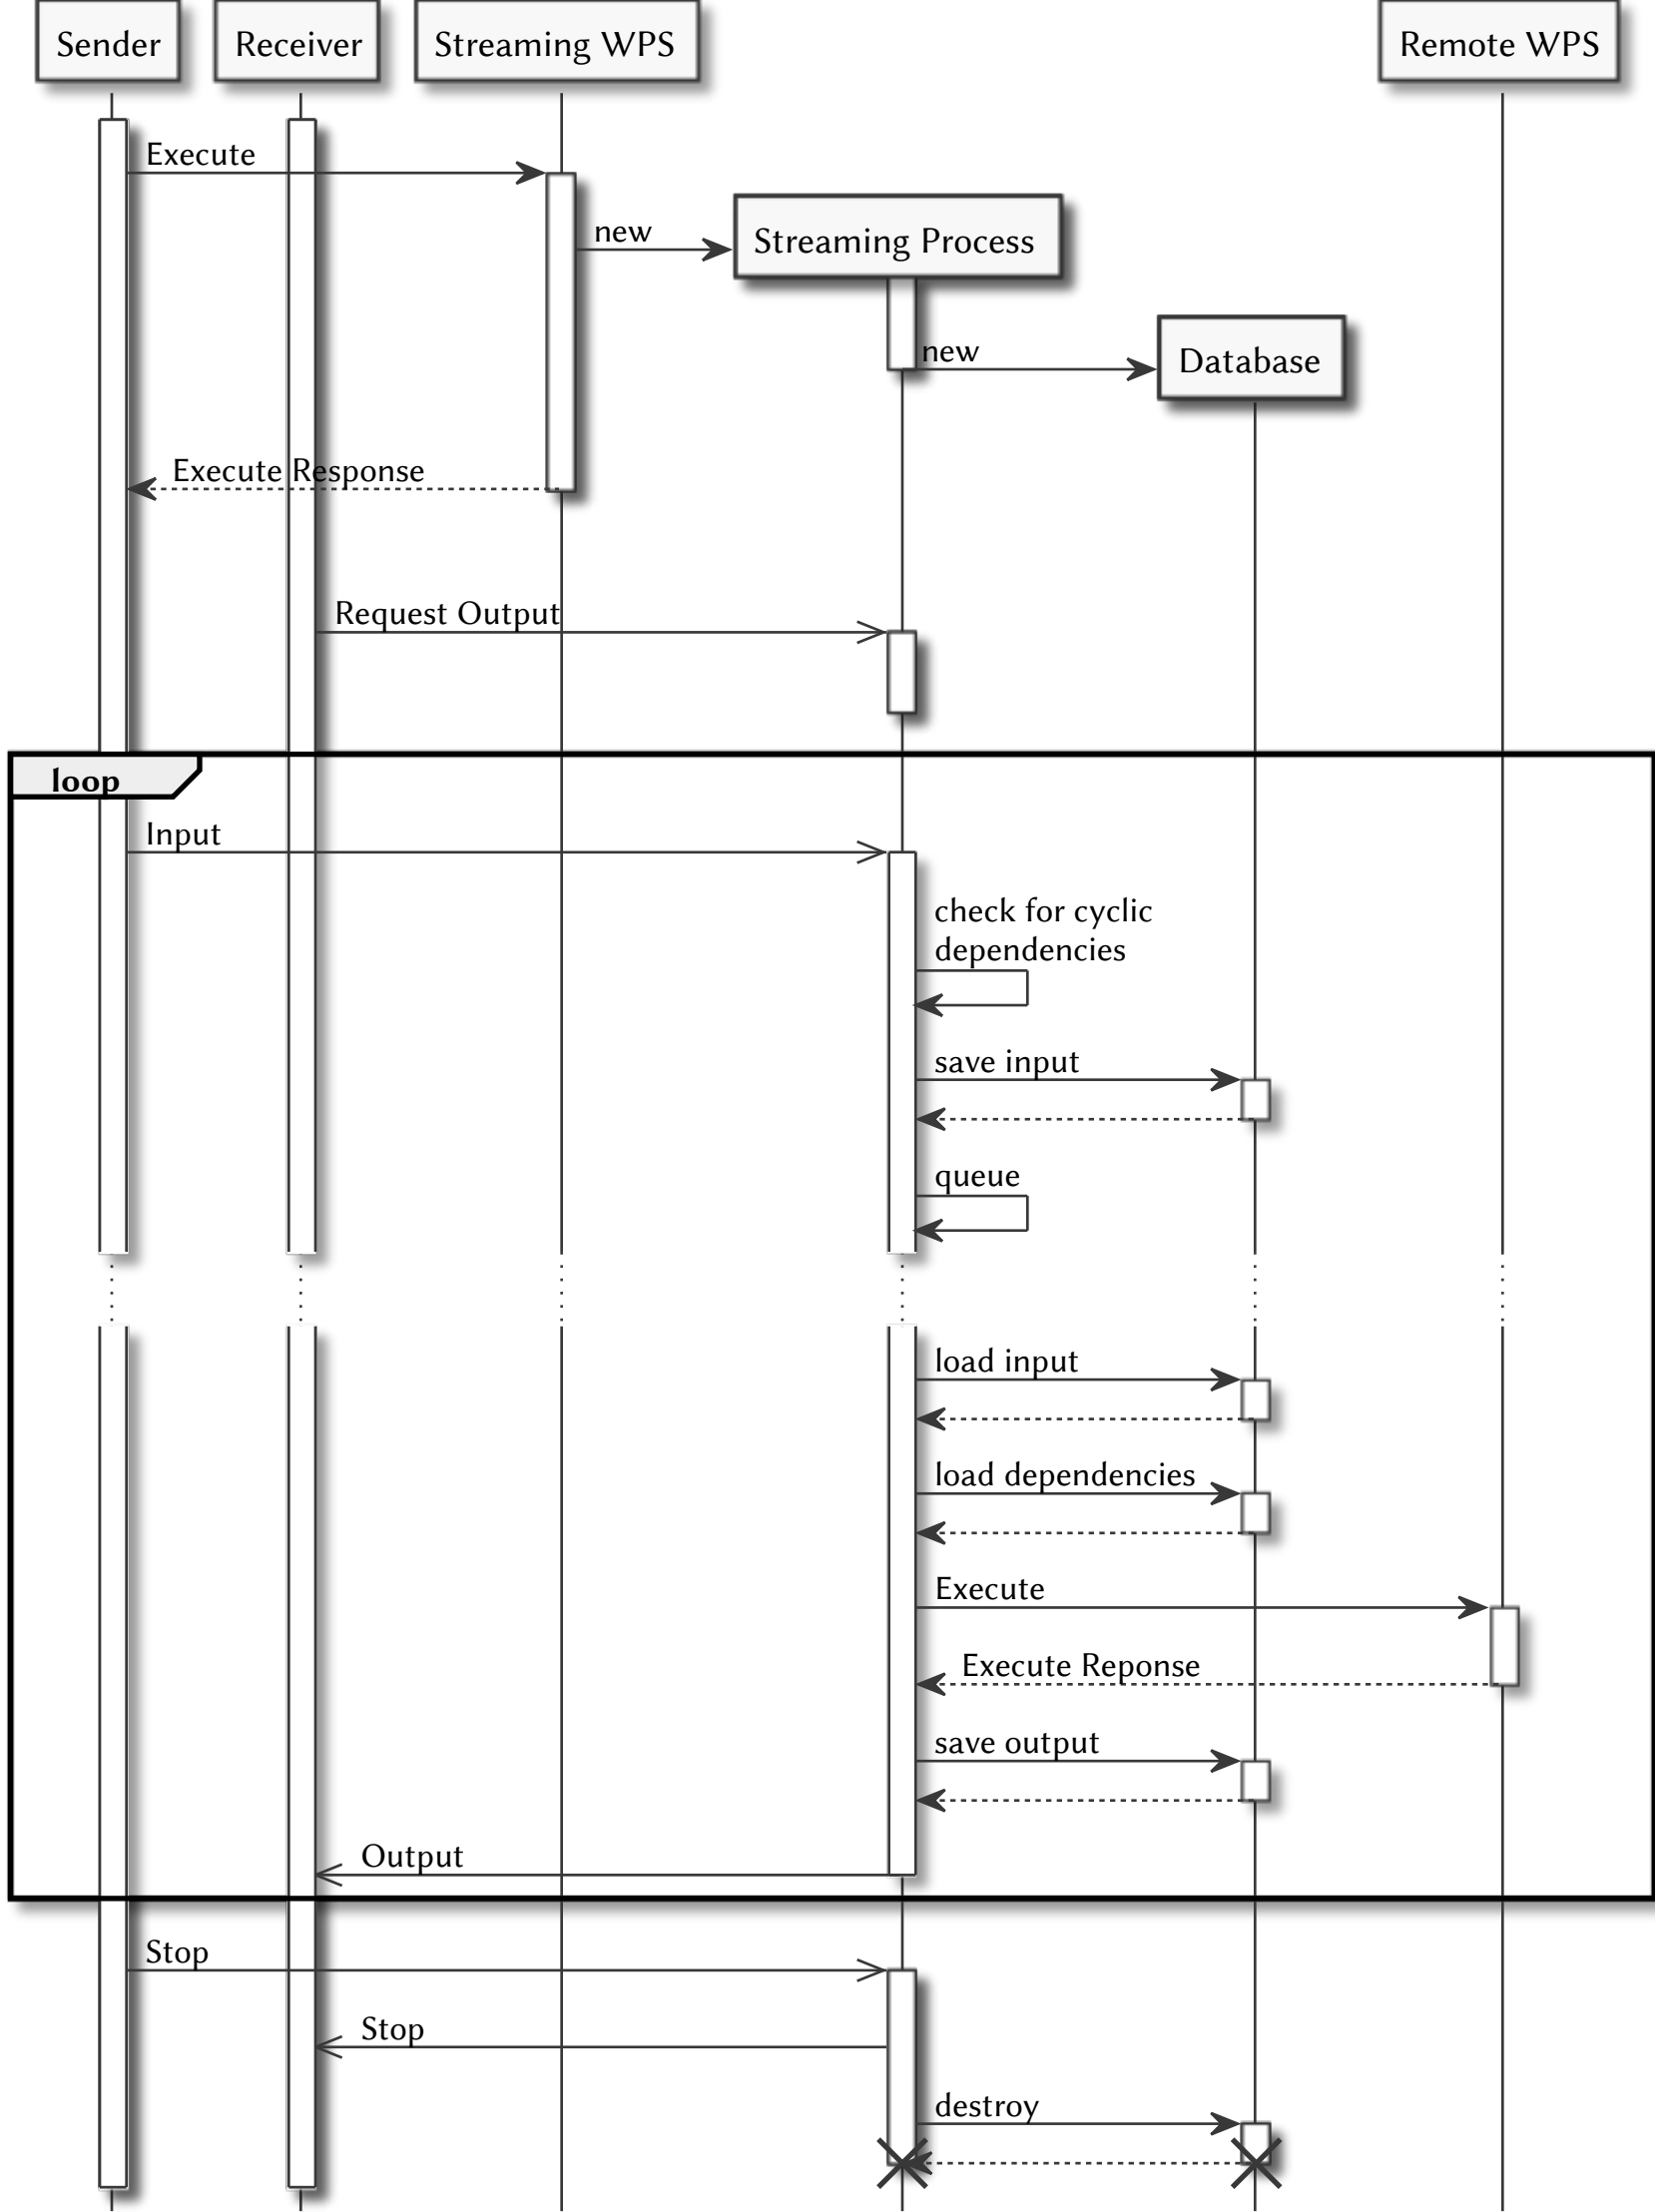 Sender
Receiver
Streaming WPS
Remote WPS
Execute
new
Streaming Process
new
Database
Execute Response
Request Output
loop
Input
check for cyclic
dependencies
save input
queue
load input
load dependencies
Execute
Execute Reponse
save output
Output
Stop
Stop
destroy